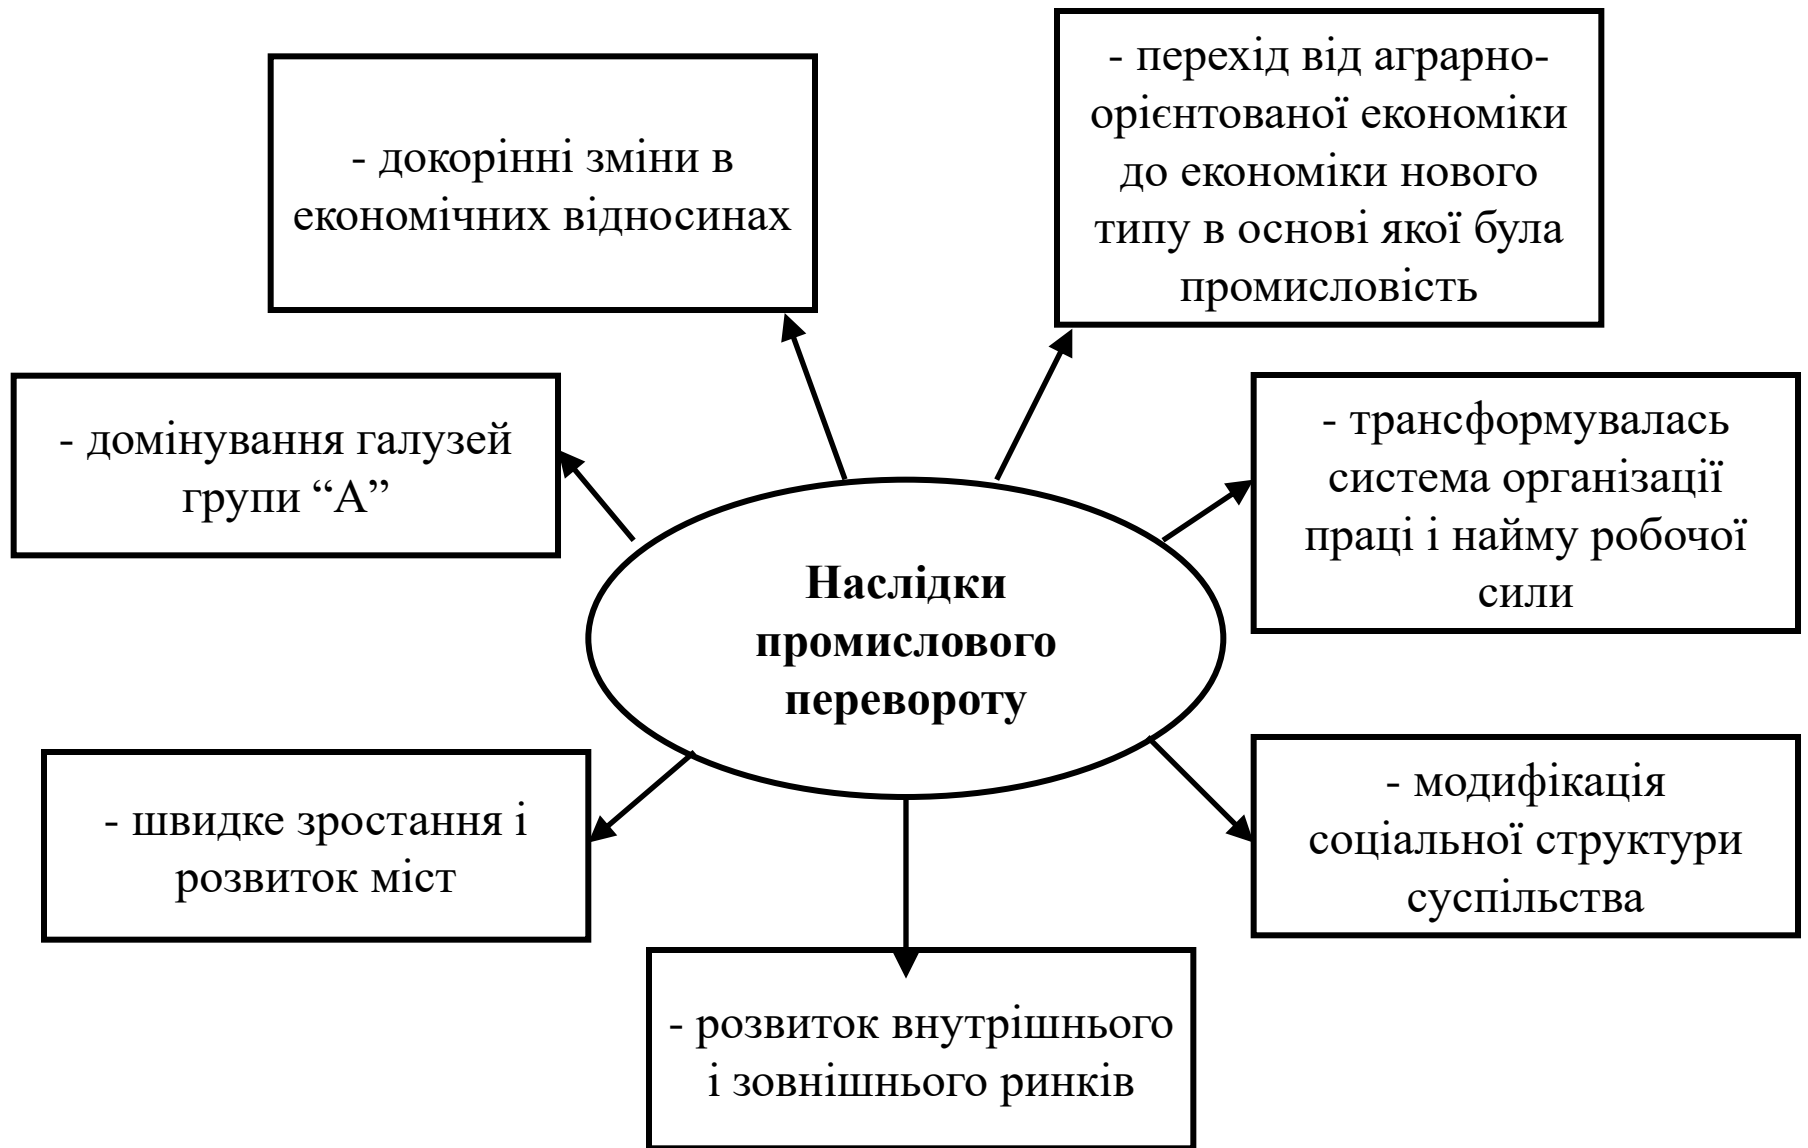 - докорінні зміни в
економічних відносинах
- перехід від аграрно-
орієнтованої економіки
до економіки нового
типу в основі якої була
промисловість
- домінування галузей
групи “А”
- трансформувалась
система організації
праці і найму робочої
сили
Наслідки
промислового
перевороту
- швидке зростання і
розвиток міст
- модифікація
соціальної структури
суспільства
- розвиток внутрішнього
і зовнішнього ринків